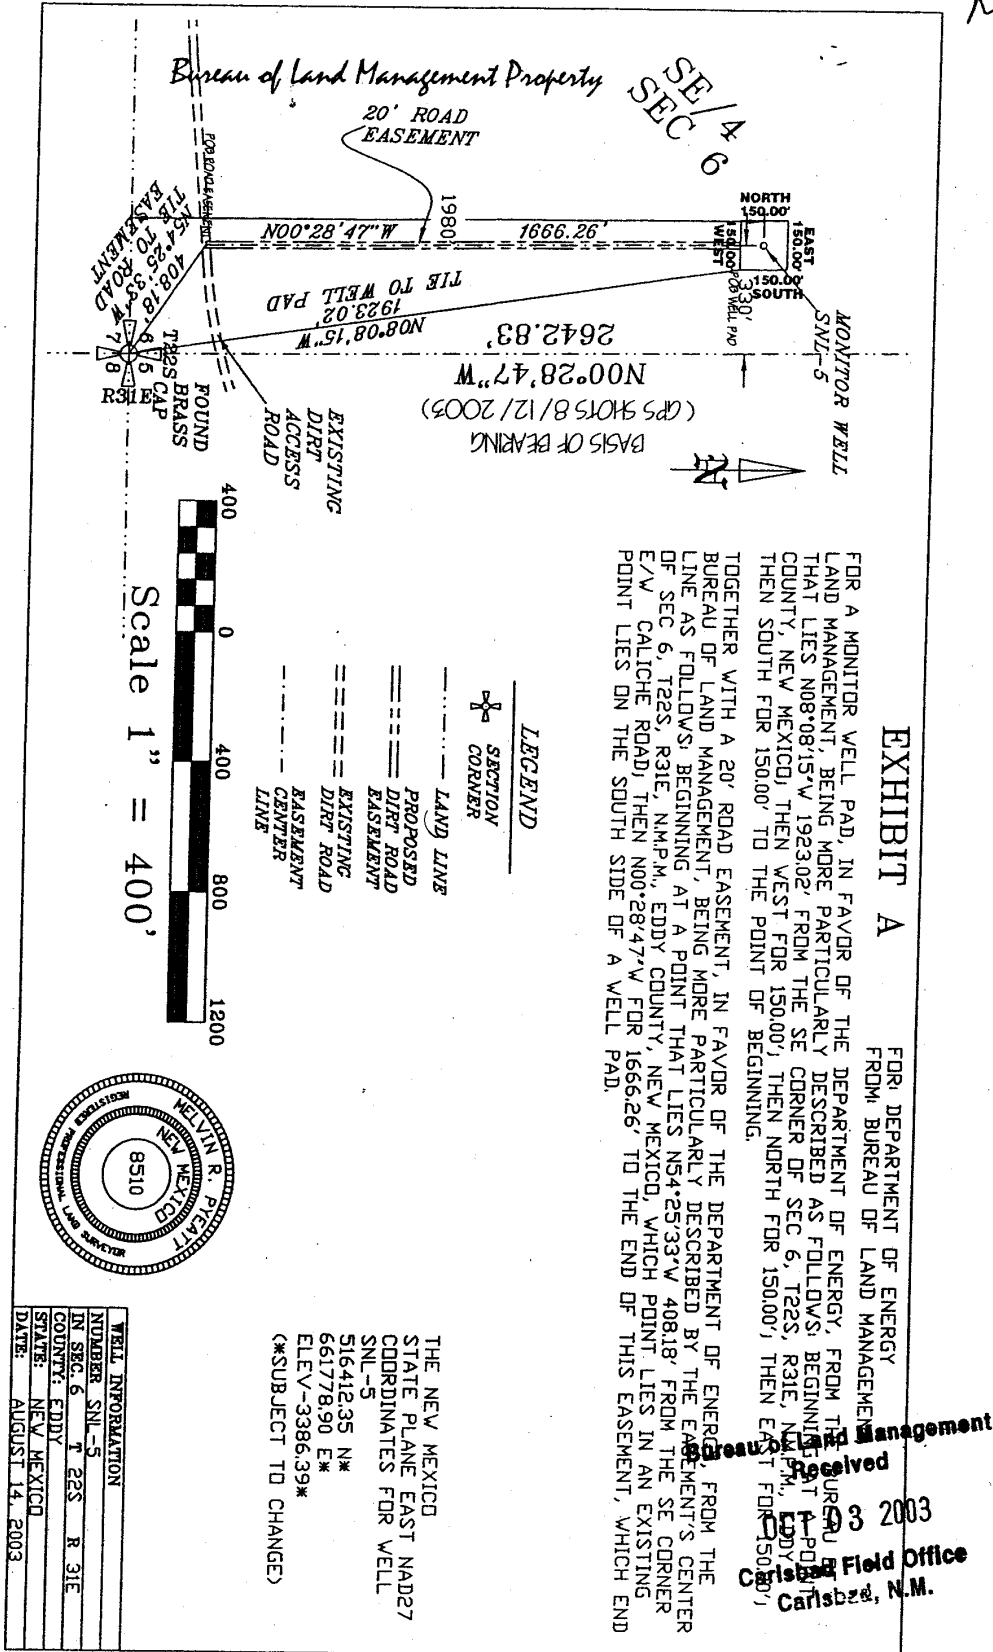 EXHIBIT A
FOR: DEPARTMENT OF ENERGY
FROM: BUREAU OF LAND MANAGEMENT
FOR A MONITOR WELL PAD, IN FAVOR OF THE DEPARTMENT OF ENERGY, FROM THE BUREAU OF
LAND MANAGEMENT, BEING MORE PARTICULARLY DESCRIBED AS FOLLOWS: BEGINNING AT A POINT
THAT LIES N08°08'15"W 1923.02' FROM THE SE CORNER OF SEC 6, T22S, R31E, N.M.P.M., EDDY
COUNTY, NEW MEXICO; THEN WEST FOR 150.00'; THEN NORTH FOR 150.00'; THEN EAST FOR 150.00';
THEN SOUTH FOR 150.00' TO THE POINT OF BEGINNING.
TOGETHER WITH A 20' ROAD EASEMENT, IN FAVOR OF THE DEPARTMENT OF ENERGY, FROM THE
BUREAU OF LAND MANAGEMENT, BEING MORE PARTICULARLY DESCRIBED BY THE EASEMENT'S CENTER
LINE AS FOLLOWS: BEGINNING AT A POINT THAT LIES N54°25'33"W 408.18' FROM THE SE CORNER
OF SEC 6, T22S, R31E, N.M.P.M., EDDY COUNTY, NEW MEXICO, WHICH POINT LIES IN AN EXISTING
E/W CALICHE ROAD; THEN N00°28'47"W FOR 1666.26' TO THE END OF THIS EASEMENT, WHICH END
POINT LIES ON THE SOUTH SIDE OF A WELL PAD.
Bureau of Land Management
Received
OCT 03 2003
Carlsbad Field Office
Carlsbad, N.M.
Bureau of Land Management Property
SE/4
SEC 6
20' ROAD
EASEMENT
NORTH
150.00'
EAST
150.00'
WEST
150.00'
150.00'
SOUTH
330'
POB WELL PAD
MONITOR WELL
SNL-5
1980
N00°28'47"W 1666.26'
TIE TO WELL PAD
1923.02'
N08°08'15"W
2642.83'
N00°28'47"W
(GPS SHOTS 8/12/2003)
BASIS OF BEARING
N
POB ROAD EASEMENT
N54°25'33"W
408.18'
TIE TO ROAD
EASEMENT
6 5
7 8
T22S
R31E
FOUND
BRASS
CAP
EXISTING
DIRT
ACCESS
ROAD
LEGEND
SECTION
CORNER
LAND LINE
PROPOSED
DIRT ROAD
EASEMENT
EXISTING
DIRT ROAD
EASEMENT
CENTER
LINE
400 0 400 800 1200
Scale 1" = 400'
MELVIN R. PYEATT
NEW MEXICO
8510
REGISTERED PROFESSIONAL LAND SURVEYOR
THE NEW MEXICO
STATE PLANE EAST NAD27
COORDINATES FOR WELL
SNL-5
516412.35 N*
661778.90 E*
ELEV-3386.39*
(*SUBJECT TO CHANGE)
WELL INFORMATION
NUMBER SNL-5
IN SEC. 6 T 22S R 31E
COUNTY: EDDY
STATE: NEW MEXICO
DATE: AUGUST 14, 2003